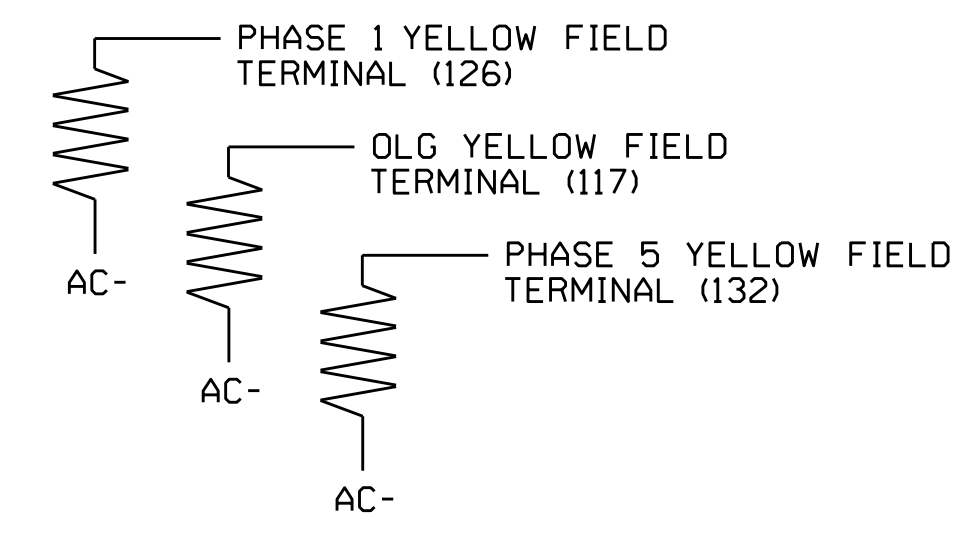 PHASE 1 YELLOW FIELD
TERMINAL (126)
AC-
OLG YELLOW FIELD
TERMINAL (117)
AC-
PHASE 5 YELLOW FIELD
TERMINAL (132)
AC-